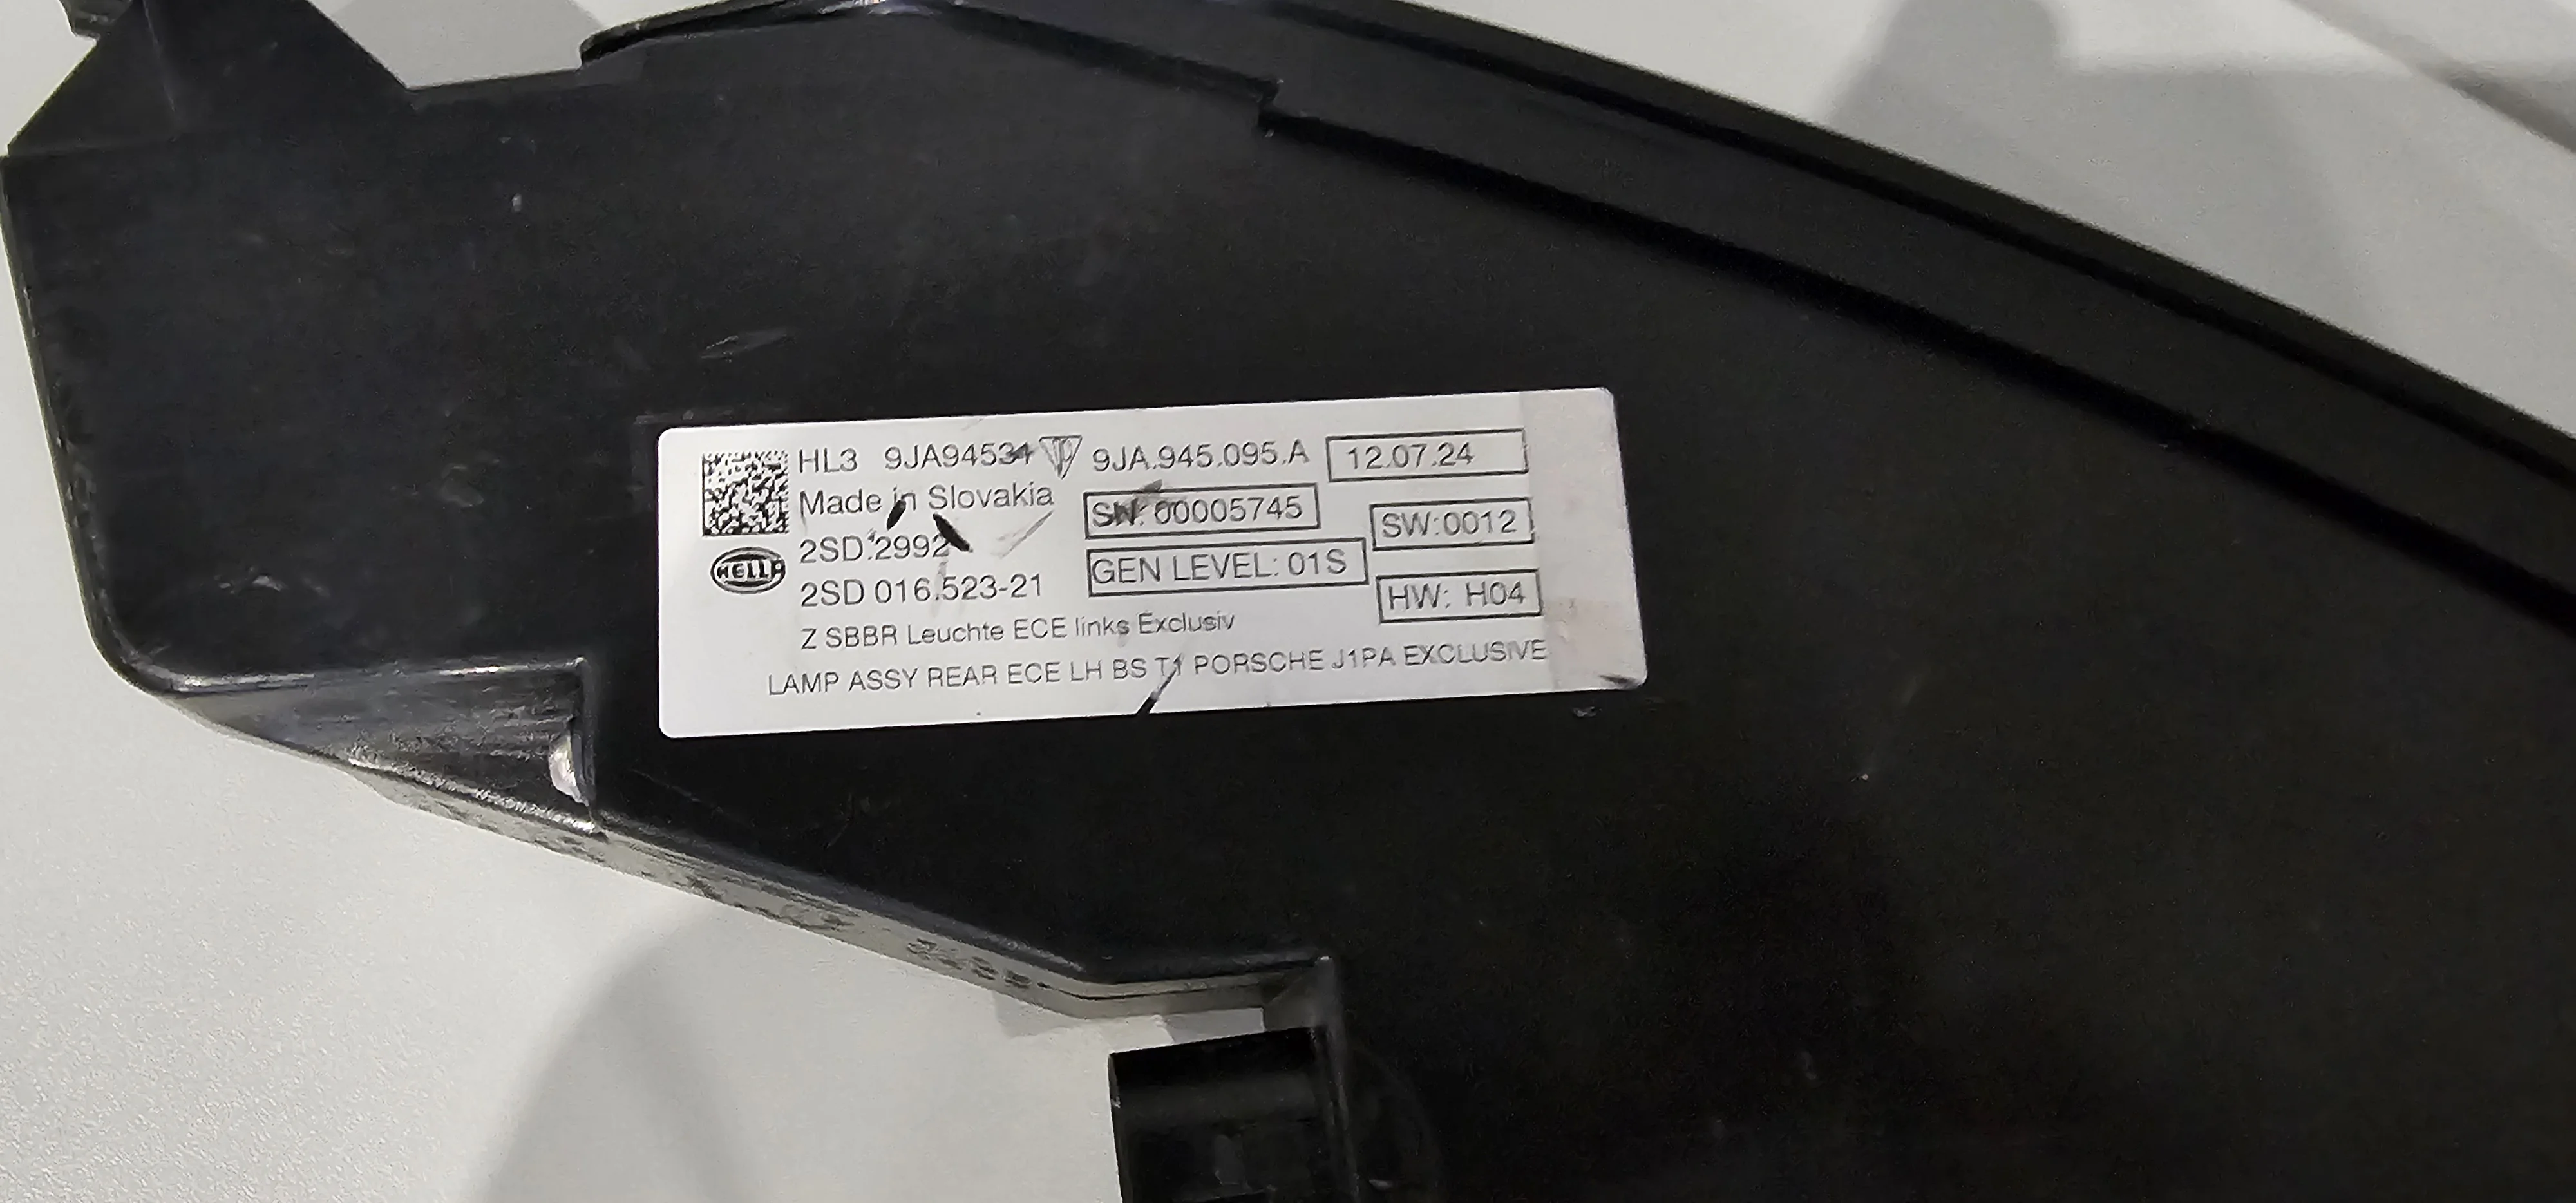 HL3 9JA94534 9JA.945.095.A 12.07.24
Made in Slovakia SN: 00005745 SW:0012
2SD.2992 GEN LEVEL: 01S
HELLA 2SD 016.523-21 HW: H04
Z SBBR Leuchte ECE links Exclusiv
LAMP ASSY REAR ECE LH BS T1 PORSCHE J1PA EXCLUSIVE